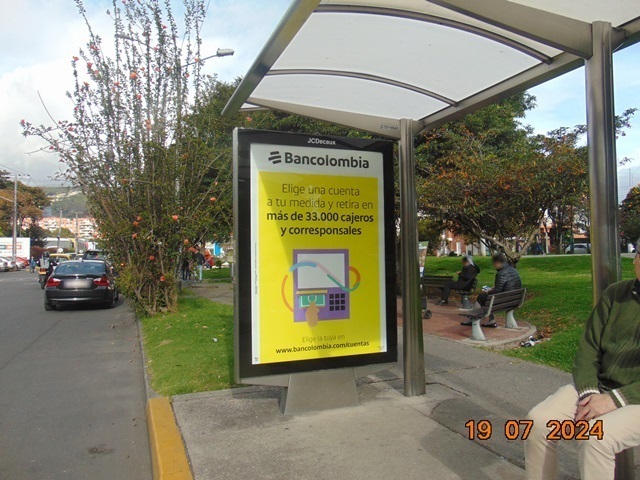 JCDecaux
Bancolombia
Elige una cuenta
a tu medida y retira en
más de 33.000 cajeros
y corresponsales
Elige la tuya en
www.bancolombia.com/cuentas
19 07 2024